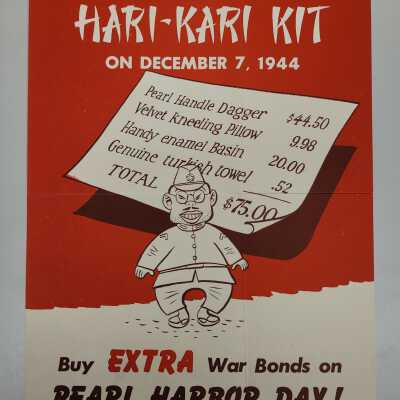 HARI-KARI KIT
ON DECEMBER 7, 1944
Pearl Handle Dagger $44.50
Velvet kneeling Pillow 9.98
Handy enamel Basin 20.00
Genuine turkish towel .52
TOTAL $75.00
Buy EXTRA War Bonds on
PEARL HARBOR DAY!